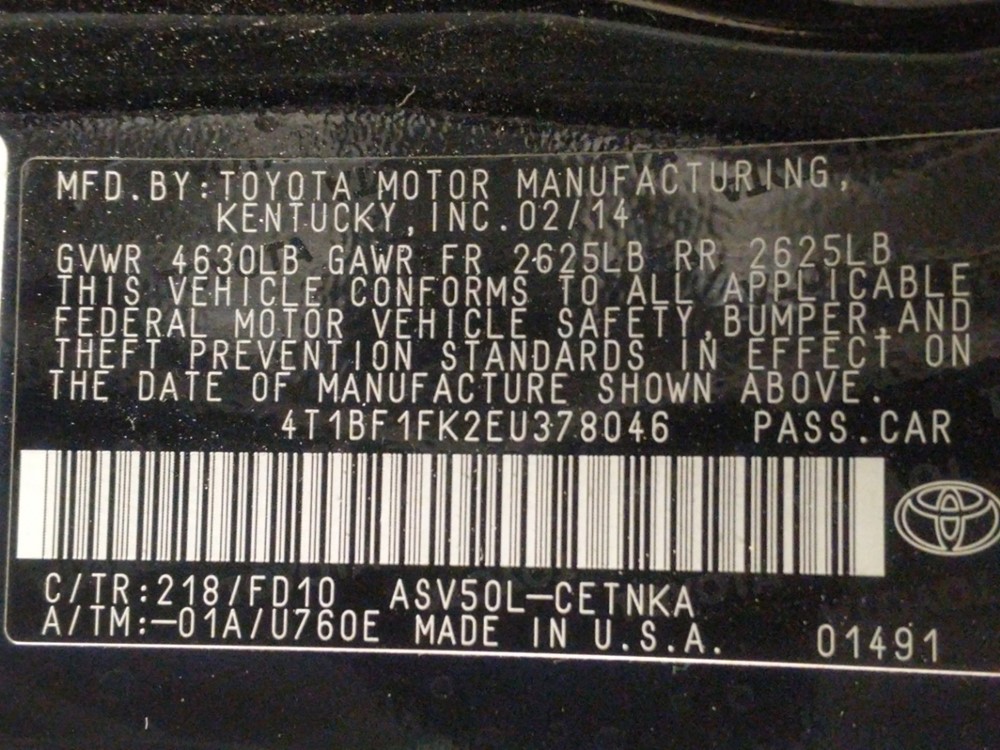 MFD.BY:TOYOTA MOTOR MANUFACTURING,
KENTUCKY,INC.02/14
GVWR 4630LB GAWR FR 2625LB RR 2625LB
THIS VEHICLE CONFORMS TO ALL APPLICABLE
FEDERAL MOTOR VEHICLE SAFETY,BUMPER,AND
THEFT PREVENTION STANDARDS IN EFFECT ON
THE DATE OF MANUFACTURE SHOWN ABOVE.
4T1BF1FK2EU378046 PASS.CAR
C/TR:218/FD10 ASV50L-CETNKA
A/TM:-01A/U760E MADE IN U.S.A. 01491